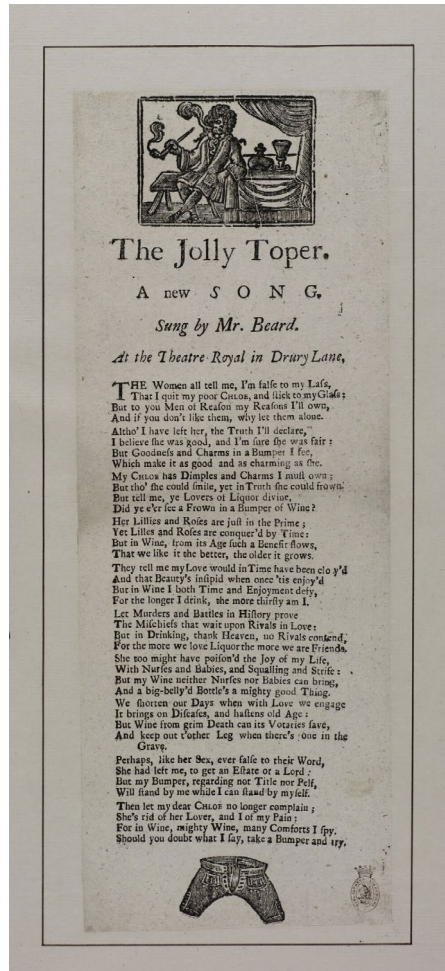 The Jolly Toper.
A new SONG.
Sung by Mr. Beard.
At the Theatre Royal in Drury Lane,
THE Women all tell me, I'm falſe to my Laſs,
That I quit my poor CHLOE, and ſtick to my Glaſs:
But to you Men of Reaſon my Reaſons I'll own,
And if you don't like them, why let them alone.
Altho' I have left her, the Truth I'll declare,
I believe ſhe was good, and I'm ſure ſhe was fair:
But Goodneſs and Charms in a Bumper I ſee,
Which make it as good and as charming as ſhe.
My CHLOE has Dimples and Charms I muſt own;
But tho' ſhe could ſmile, yet in Truth ſhe could frown:
But tell me, ye Lovers of Liquor divine,
Did ye e'er ſee a Frown in a Bumper of Wine?
Her Lillies and Roſes are juſt in the Prime;
Yet Lilles and Roſes are conquer'd by Time:
But in Wine, from its Age ſuch a Benefit flows,
That we like it the better, the older it grows.
They tell me my Love would in Time have been clo y'd
And that Beauty's inſipid when once 'tis enjoy'd
But in Wine I both Time and Enjoyment defy,
For the longer I drink, the more thirſty am I.
Let Murders and Battles in Hiſtory prove
The Miſchiefs that wait upon Rivals in Love:
But in Drinking, thank Heaven, no Rivals contend,
For the more we love Liquor the more we are Friends.
She too might have poiſon'd the Joy of my Life,
With Nurſes and Babies, and Squalling and Strife:
But my Wine neither Nurſes nor Babies can bring,
And a big-belly'd Bottle's a mighty good Thing.
We ſhorten our Days when with Love we engage
It brings on Diſeaſes, and haſtens old Age:
But Wine from grim Death can its Votaries ſave,
And keep out t'other Leg when there's one in the
Grave.
Perhaps, like her Sex, ever falſe to their Word,
She had left me, to get an Eſtate or a Lord:
But my Bumper, regarding not Title nor Pelf,
Will ſtand by me while I can ſtand by myſelf.
Then let my dear CHLOE no longer complain;
She's rid of her Lover, and I of my Pain:
For in Wine, mighty Wine, many Comforts I ſpy.
Should you doubt what I ſay, take a Bumper and try.